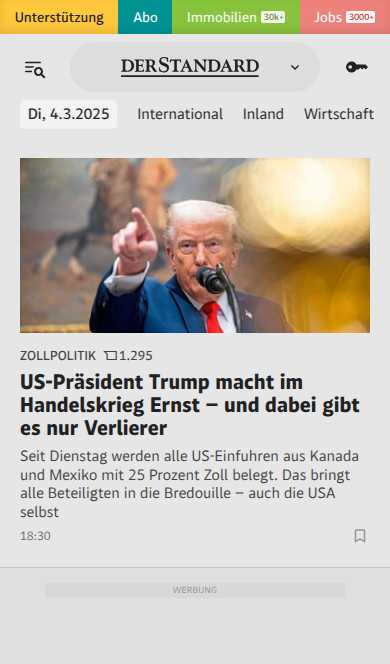 Unterstützung Abo Immobilien 30k+ Jobs 3000+
DERSTANDARD
Di, 4.3.2025 International Inland Wirtschaft
ZOLLPOLITIK 1.295
US-Präsident Trump macht im
Handelskrieg Ernst – und dabei gibt
es nur Verlierer
Seit Dienstag werden alle US-Einfuhren aus Kanada
und Mexiko mit 25 Prozent Zoll belegt. Das bringt
alle Beteiligten in die Bredouille – auch die USA
selbst
18:30
WERBUNG